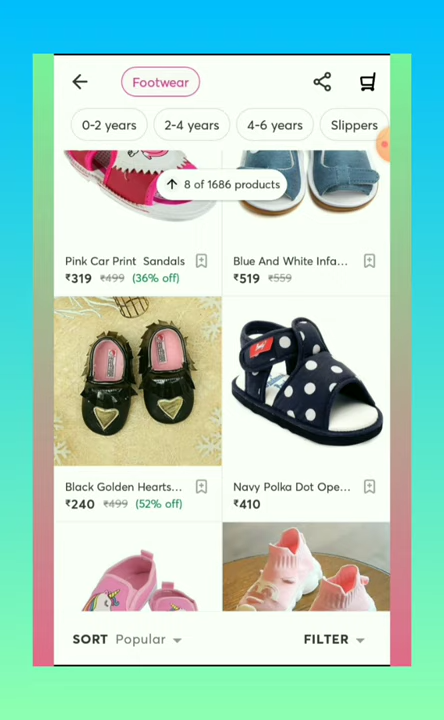 Footwear
0-2 years
2-4 years
4-6 years
Slippers
↑ 8 of 1686 products
Pink Car Print Sandals
₹319 ₹499 (36% off)
Blue And White Infa...
₹519 ₹559
Black Golden Hearts...
₹240 ₹499 (52% off)
Navy Polka Dot Ope...
₹410
SORT Popular
FILTER